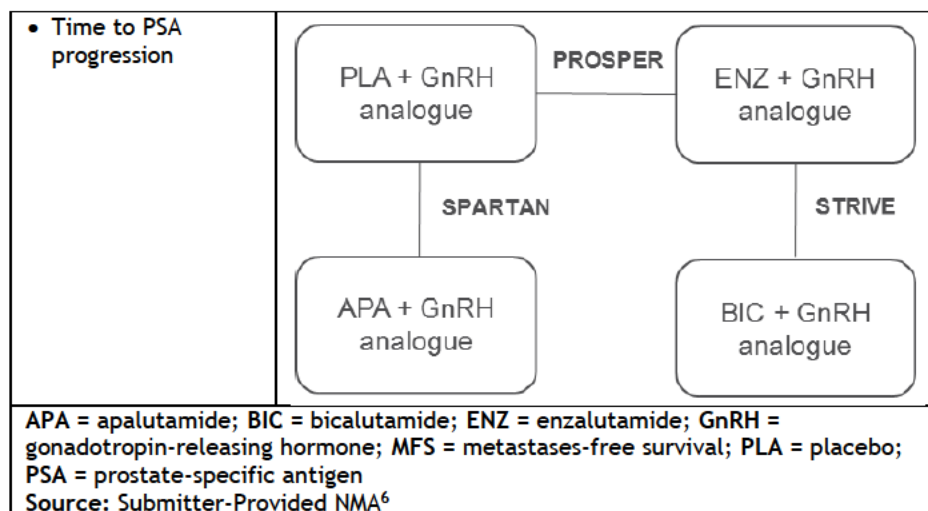 • Time to PSA
progression
PLA + GnRH
analogue
PROSPER
ENZ + GnRH
analogue
SPARTAN
STRIVE
APA + GnRH
analogue
BIC + GnRH
analogue
APA = apalutamide; BIC = bicalutamide; ENZ = enzalutamide; GnRH =
gonadotropin-releasing hormone; MFS = metastases-free survival; PLA = placebo;
PSA = prostate-specific antigen
Source: Submitter-Provided NMA⁶